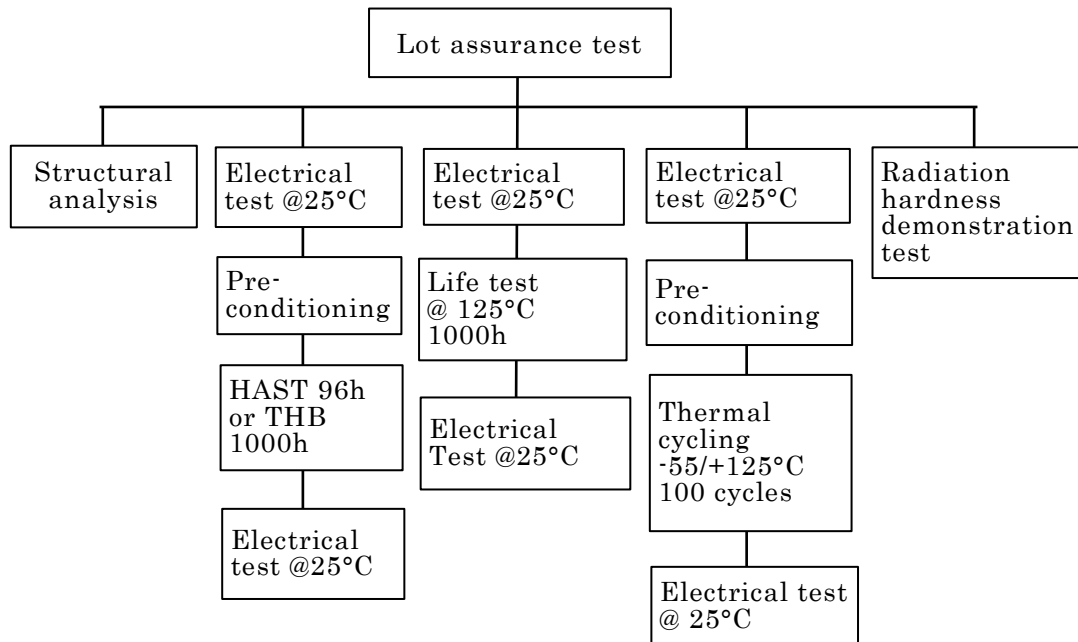 Lot assurance test
Structural
analysis
Electrical
test @25°C
Pre-
conditioning
HAST 96h
or THB
1000h
Electrical
test @25°C
Electrical
test @25°C
Life test
@ 125°C
1000h
Electrical
Test @25°C
Electrical
test @25°C
Pre-
conditioning
Thermal
cycling
-55/+125°C
100 cycles
Electrical test
@ 25°C
Radiation
hardness
demonstration
test